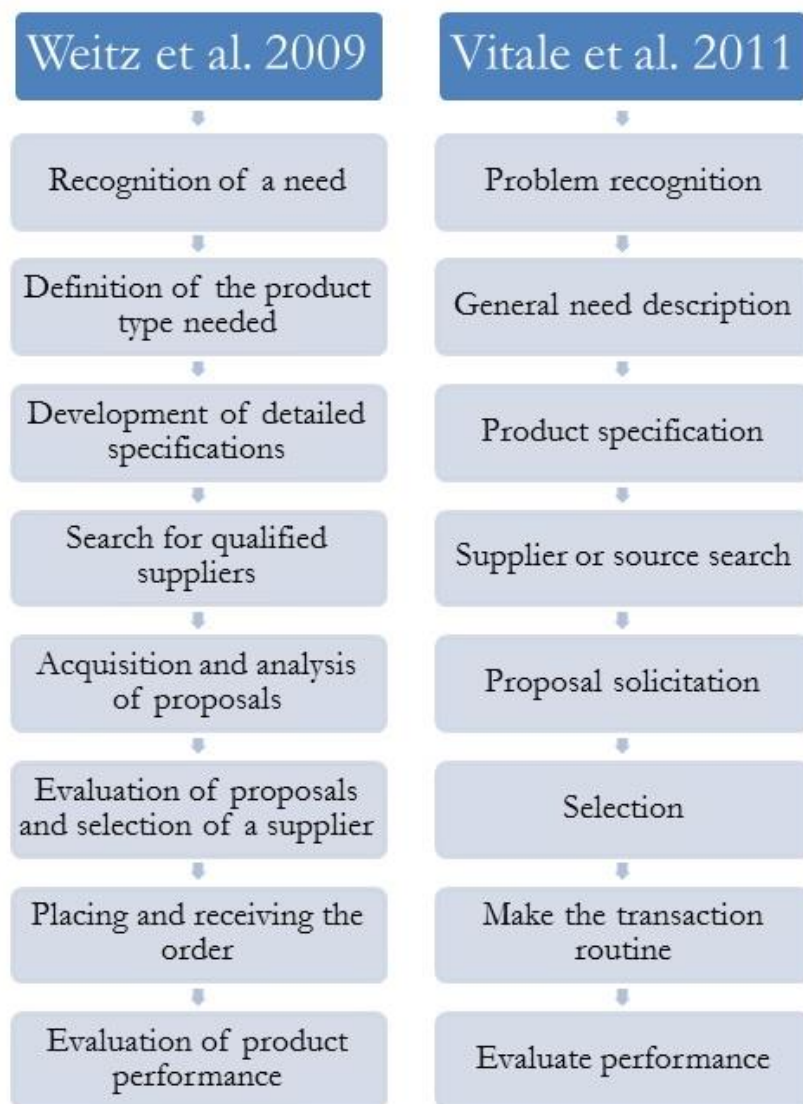 Weitz et al. 2009
Recognition of a need
Definition of the product
type needed
Development of detailed
specifications
Search for qualified
suppliers
Acquisition and analysis
of proposals
Evaluation of proposals
and selection of a supplier
Placing and receiving the
order
Evaluation of product
performance
Vitale et al. 2011
Problem recognition
General need description
Product specification
Supplier or source search
Proposal solicitation
Selection
Make the transaction
routine
Evaluate performance